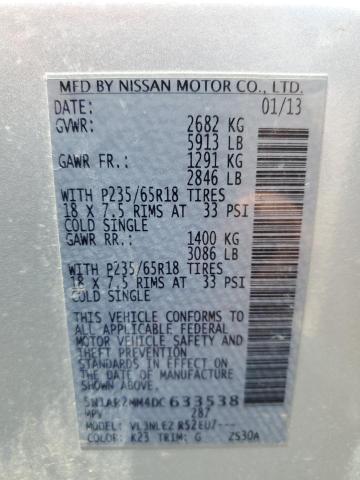 MFD BY NISSAN MOTOR CO., LTD.
DATE: 01/13
GVWR: 2682 KG
5913 LB
GAWR FR: 1291 KG
2846 LB
WITH P235/65R18 TIRES
18 X 7.5 RIMS AT 33 PSI
COLD SINGLE
GAWR RR: 1400 KG
3086 LB
WITH P235/65R18 TIRES
18 X 7.5 RIMS AT 33 PSI
COLD SINGLE
THIS VEHICLE CONFORMS TO
ALL APPLICABLE FEDERAL
MOTOR VEHICLE SAFETY AND
THEFT PREVENTION
STANDARDS IN EFFECT ON
THE DATE OF MANUFACTURE
SHOWN ABOVE.
5N1AR2MM4DC633538
MPV 287
VL3NLEZ R52EU7---
COLOR: K23 TRIM: G ZS30A